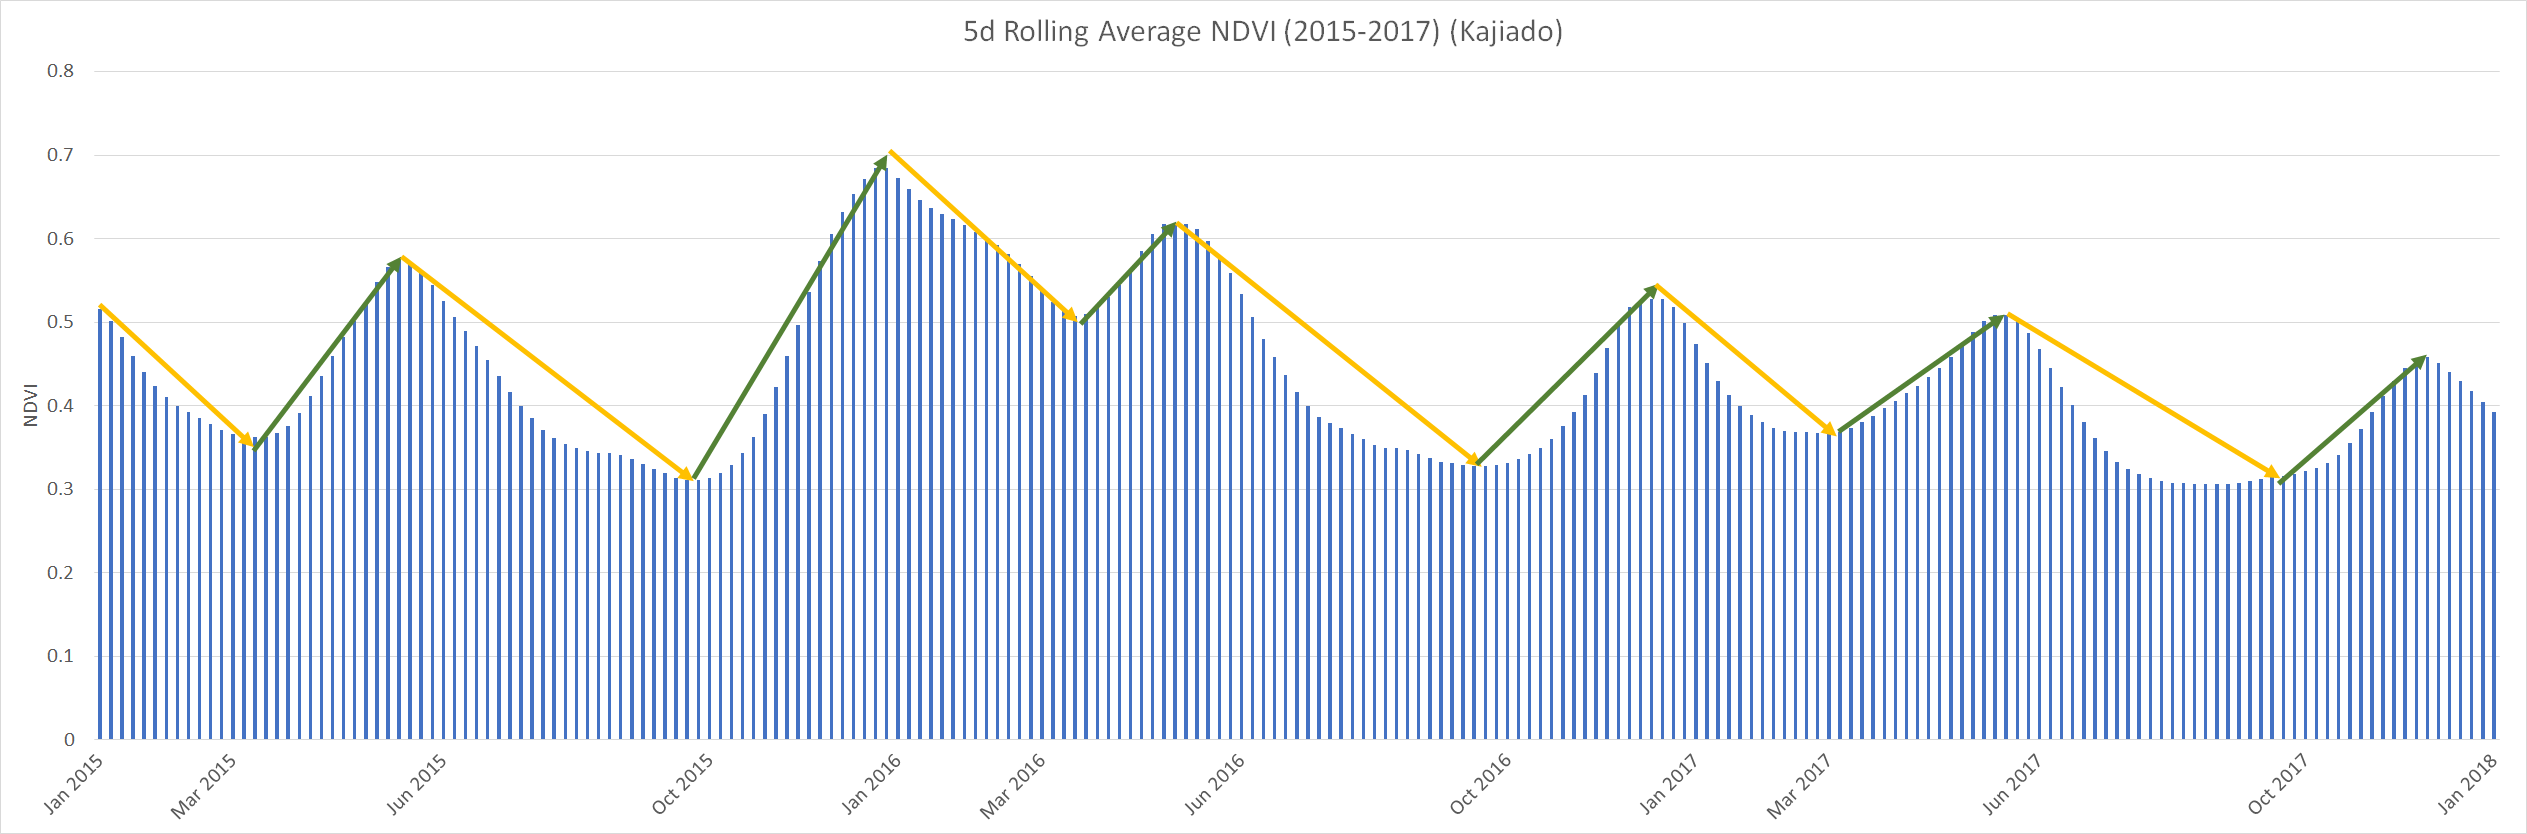 5d Rolling Average NDVI (2015-2017) (Kajiado)
0.8
0.7
0.6
0.5
0.4
0.3
0.2
0.1
0
NDVI
Jan 2015
Mar 2015
Jun 2015
Oct 2015
Jan 2016
Mar 2016
Jun 2016
Oct 2016
Jan 2017
Mar 2017
Jun 2017
Oct 2017
Jan 2018